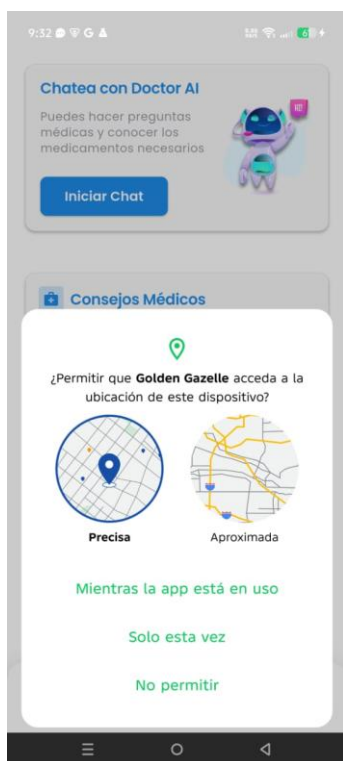 9:32
Chatea con Doctor AI
Puedes hacer preguntas
médicas y conocer los
medicamentos necesarios
Iniciar Chat
Consejos Médicos
¿Permitir que Golden Gazelle acceda a la
ubicación de este dispositivo?
Precisa
Aproximada
Mientras la app está en uso
Solo esta vez
No permitir